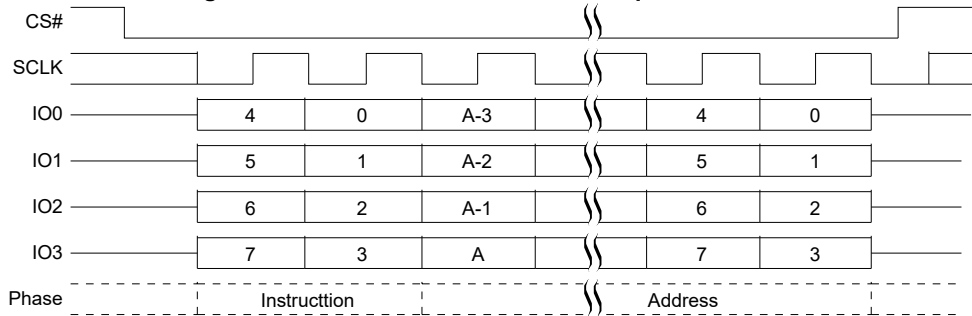 CS#
SCLK
IO0 4 0 A-3 4 0
IO1 5 1 A-2 5 1
IO2 6 2 A-1 6 2
IO3 7 3 A 7 3
Phase Instructtion Address